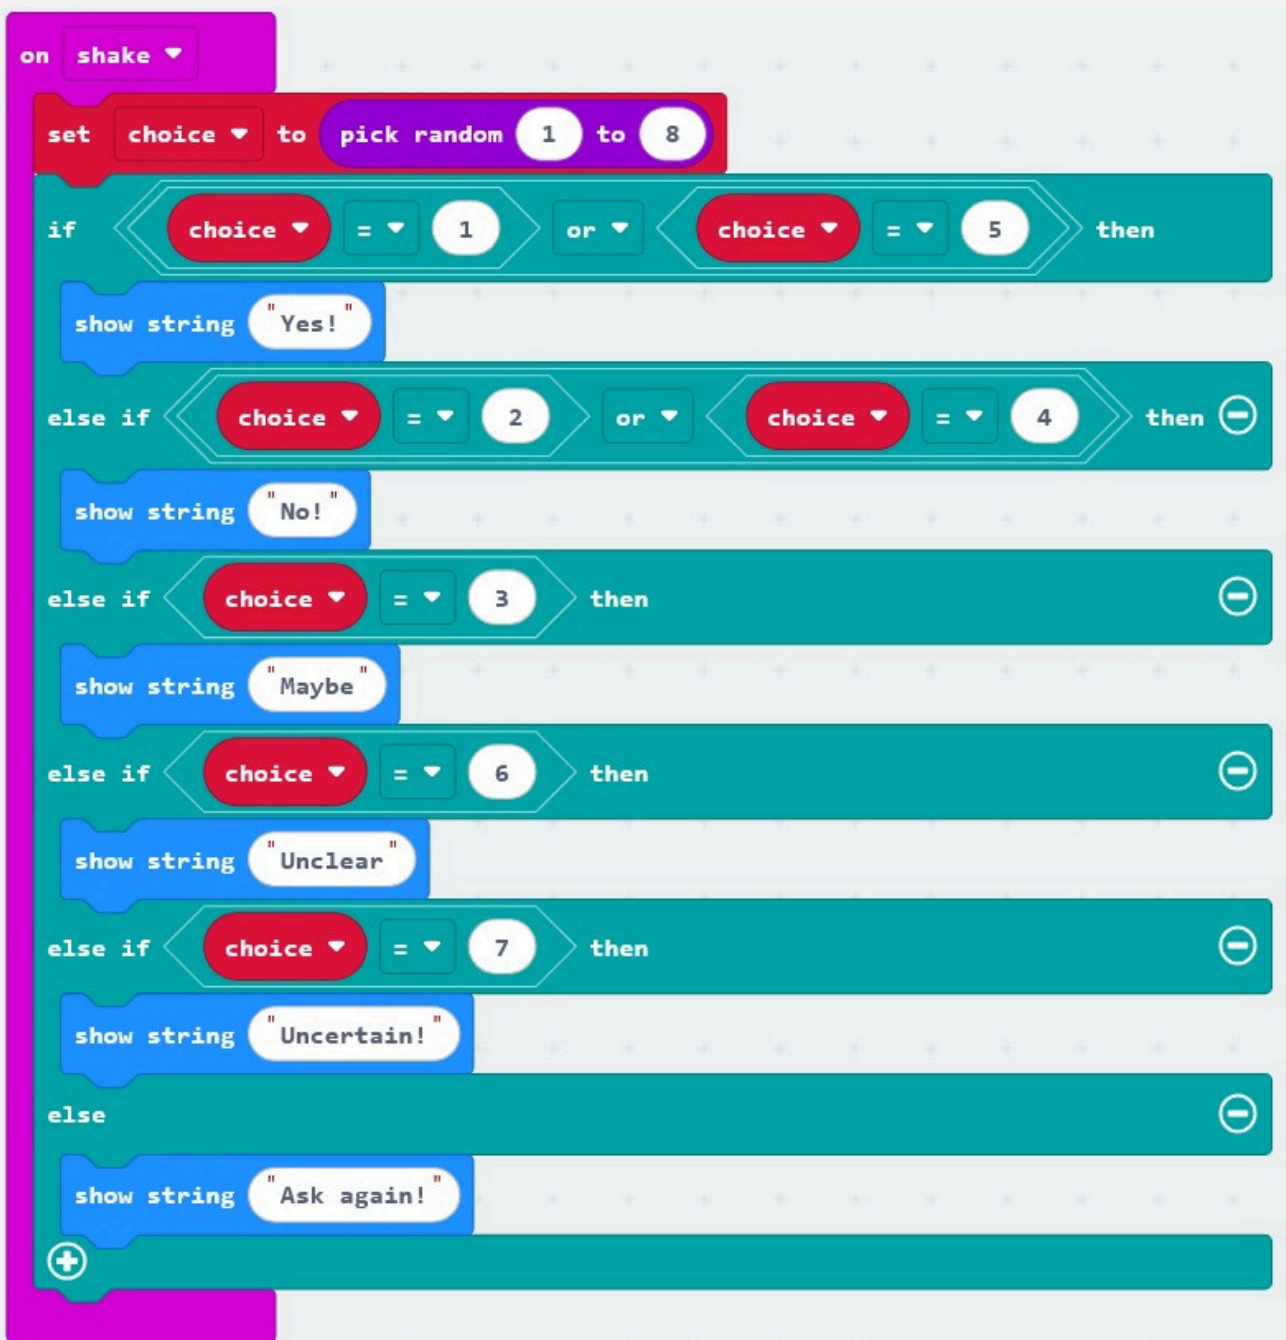 on shake
set choice to pick random 1 to 8
if choice = 1 or choice = 5 then
show string "Yes!"
else if choice = 2 or choice = 4 then
show string "No!"
else if choice = 3 then
show string "Maybe"
else if choice = 6 then
show string "Unclear"
else if choice = 7 then
show string "Uncertain!"
else
show string "Ask again!"